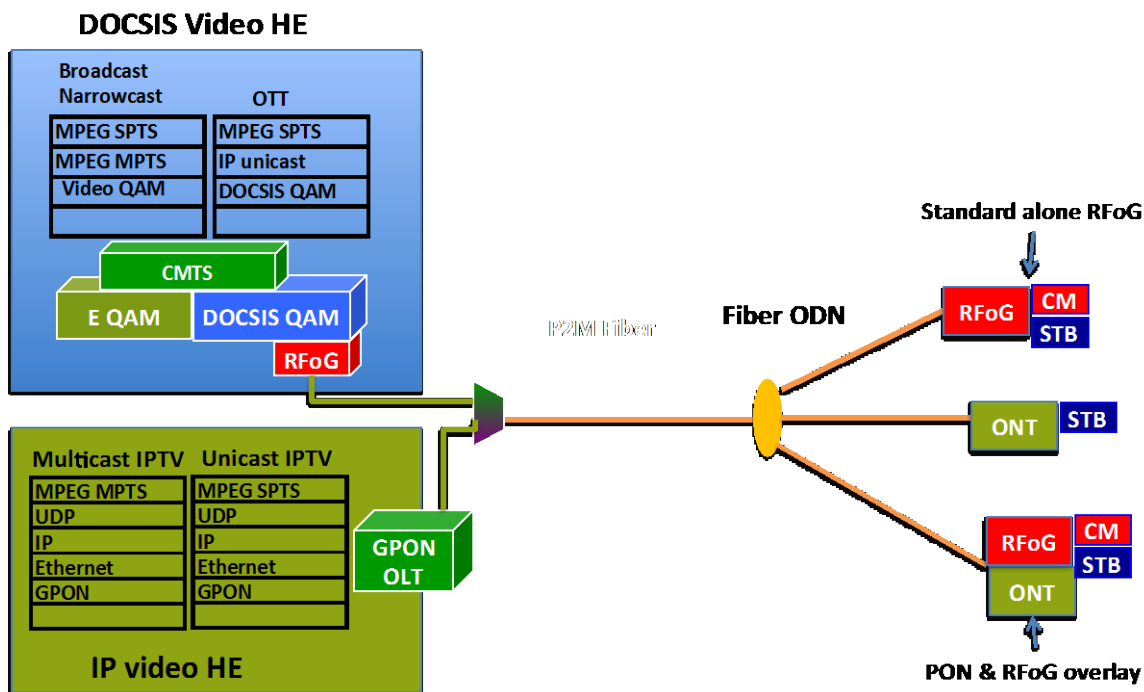 DOCSIS Video HE
Broadcast
Narrowcast
OTT
MPEG SPTS
MPEG MPTS
Video QAM
MPEG SPTS
IP unicast
DOCSIS QAM
CMTS
E QAM
DOCSIS QAM
RFoG
Multicast IPTV
MPEG MPTS
UDP
IP
Ethernet
GPON
Unicast IPTV
MPEG SPTS
UDP
IP
Ethernet
GPON
IP video HE
GPON
OLT
P2M Fiber
Fiber ODN
Standard alone RFoG
RFoG
CM
STB
ONT
STB
RFoG
CM
STB
ONT
PON & RFoG overlay